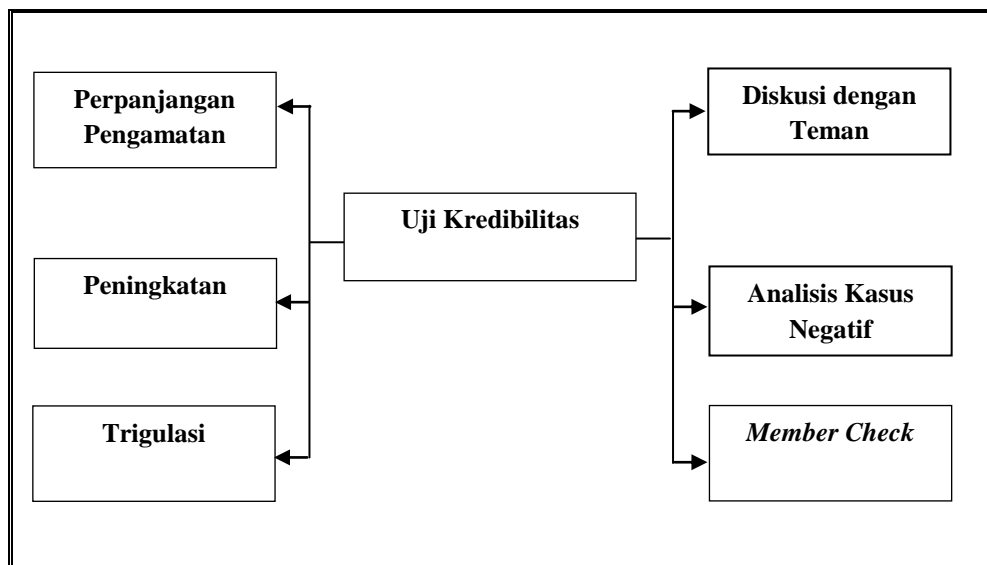 Perpanjangan
Pengamatan
Diskusi dengan
Teman
Uji Kredibilitas
Peningkatan
Analisis Kasus
Negatif
Trigulasi
Member Check